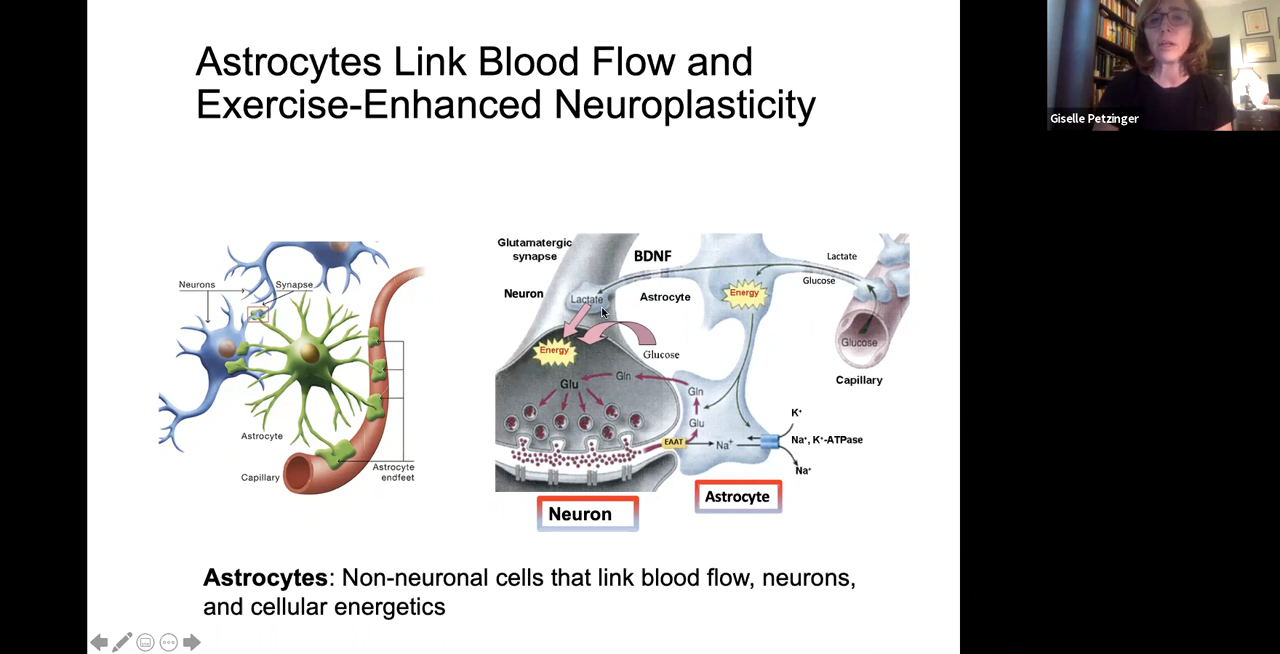 Astrocytes Link Blood Flow and
Exercise-Enhanced Neuroplasticity
Giselle Petzinger
Neurons
Synapse
Astrocyte
Capillary
Astrocyte
endfeet
Glutamatergic
synapse
BDNF
Lactate
Glucose
Neuron
Lactate
Astrocyte
Energy
Glucose
Energy
Glucose
Capillary
Glu
Gln
Gln
Glu
EAAT
Na⁺
K⁺
Na⁺, K⁺-ATPase
Na⁺
Neuron
Astrocyte
Astrocytes: Non-neuronal cells that link blood flow, neurons,
and cellular energetics